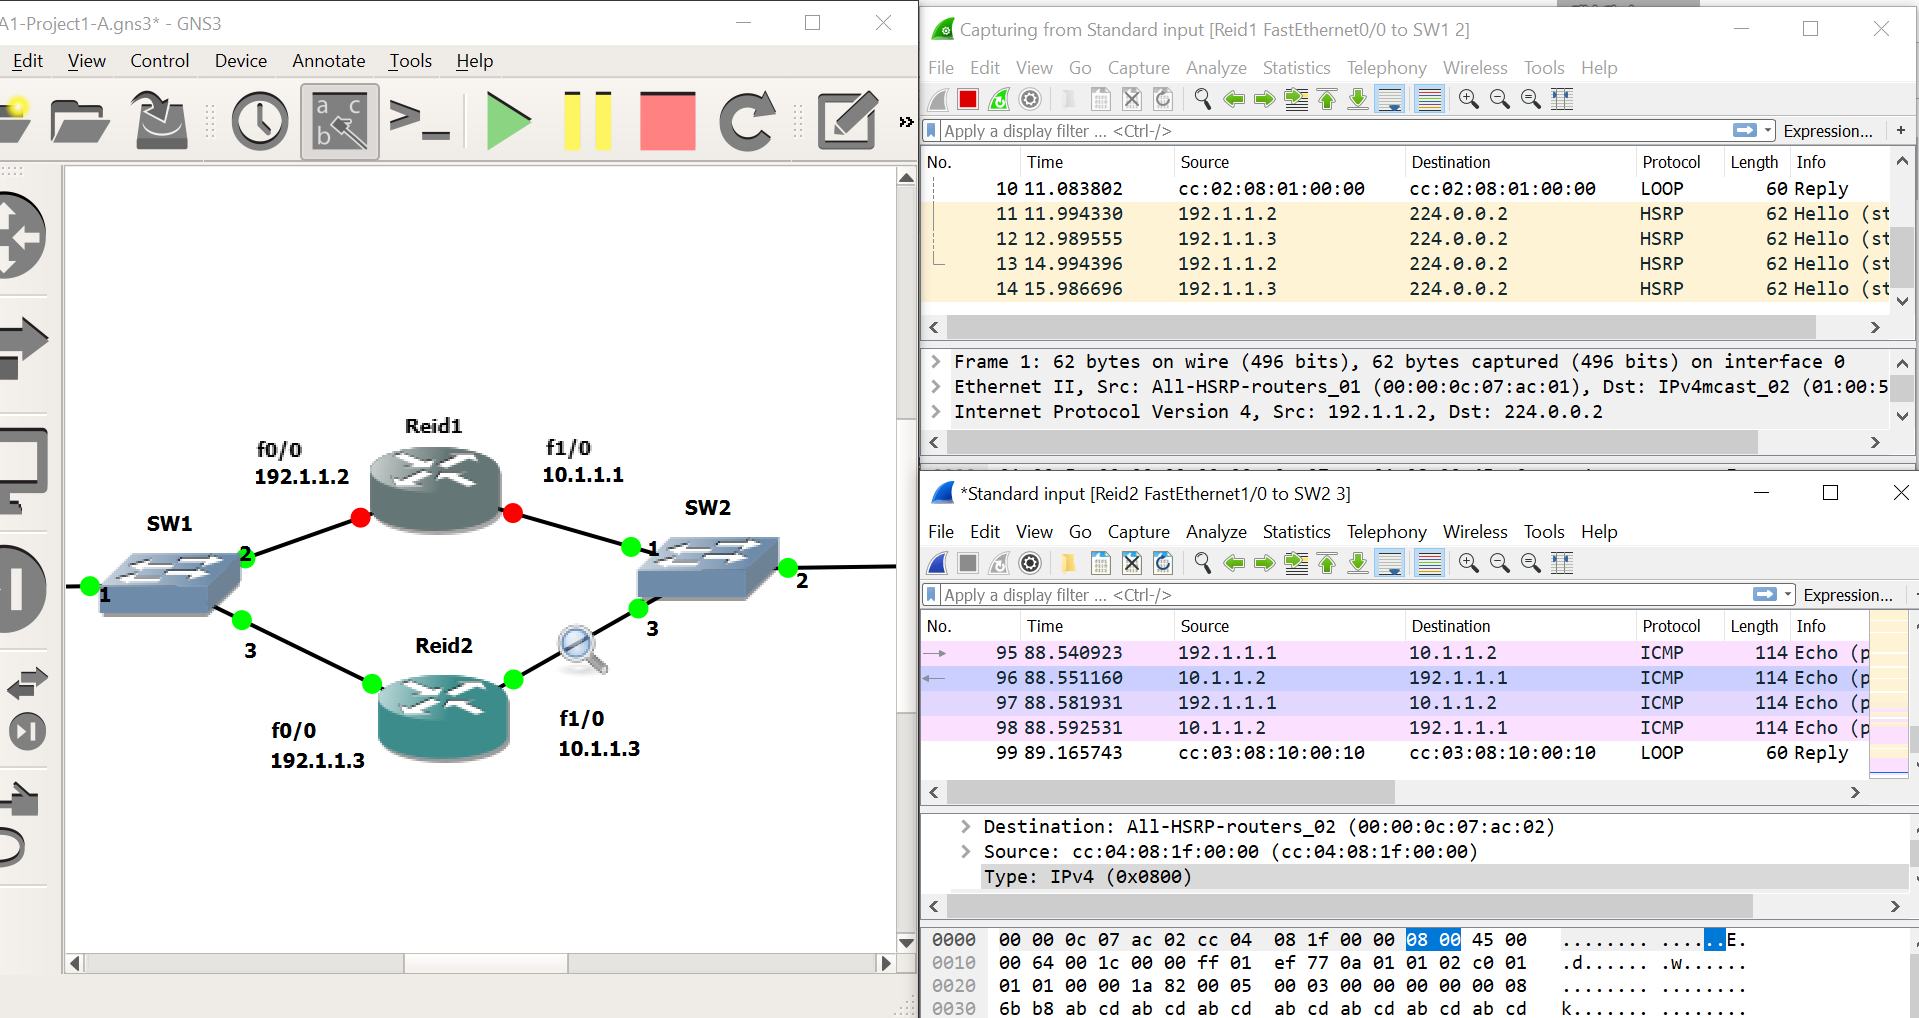 A1-Project1-A.gns3* - GNS3
Edit View Control Device Annotate Tools Help
a c
b
SW1
1
2
3
f0/0
192.1.1.2
Reid1
f1/0
10.1.1.1
SW2
1
2
3
Reid2
f0/0
192.1.1.3
f1/0
10.1.1.3
Capturing from Standard input [Reid1 FastEthernet0/0 to SW1 2]
File Edit View Go Capture Analyze Statistics Telephony Wireless Tools Help
Apply a display filter ... <Ctrl-/> Expression... +
No. Time Source Destination Protocol Length Info
10 11.083802 cc:02:08:01:00:00 cc:02:08:01:00:00 LOOP 60 Reply
11 11.994330 192.1.1.2 224.0.0.2 HSRP 62 Hello (st
12 12.989555 192.1.1.3 224.0.0.2 HSRP 62 Hello (st
13 14.994396 192.1.1.2 224.0.0.2 HSRP 62 Hello (st
14 15.986696 192.1.1.3 224.0.0.2 HSRP 62 Hello (st
Frame 1: 62 bytes on wire (496 bits), 62 bytes captured (496 bits) on interface 0
Ethernet II, Src: All-HSRP-routers_01 (00:00:0c:07:ac:01), Dst: IPv4mcast_02 (01:00:5
Internet Protocol Version 4, Src: 192.1.1.2, Dst: 224.0.0.2
*Standard input [Reid2 FastEthernet1/0 to SW2 3]
File Edit View Go Capture Analyze Statistics Telephony Wireless Tools Help
Apply a display filter ... <Ctrl-/> Expression...
No. Time Source Destination Protocol Length Info
95 88.540923 192.1.1.1 10.1.1.2 ICMP 114 Echo (p
96 88.551160 10.1.1.2 192.1.1.1 ICMP 114 Echo (p
97 88.581931 192.1.1.1 10.1.1.2 ICMP 114 Echo (p
98 88.592531 10.1.1.2 192.1.1.1 ICMP 114 Echo (p
99 89.165743 cc:03:08:10:00:10 cc:03:08:10:00:10 LOOP 60 Reply
Destination: All-HSRP-routers_02 (00:00:0c:07:ac:02)
Source: cc:04:08:1f:00:00 (cc:04:08:1f:00:00)
Type: IPv4 (0x0800)
0000 00 00 0c 07 ac 02 cc 04 08 1f 00 00 08 00 45 00 ........ ......E.
0010 00 64 00 1c 00 00 ff 01 ef 77 0a 01 01 02 c0 01 .d...... .w......
0020 01 01 00 00 1a 82 00 05 00 03 00 00 00 00 00 08 ........ ........
0030 6b b8 ab cd ab cd ab cd ab cd ab cd ab cd ab cd k....... ........